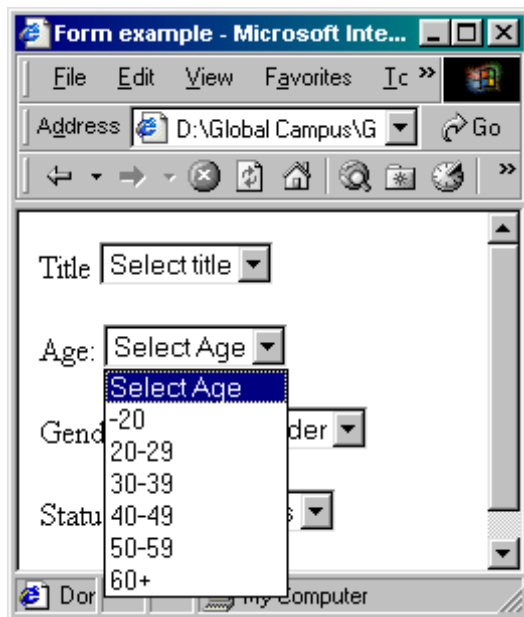 Form example - Microsoft Inte...
File Edit View Favorites Tc »
Address D:\Global Campus\G Go
»
Title Select title
Age: Select Age
Select Age
-20
Gend der
20-29
30-39
Statu 40-49 s
50-59
60+
Dor My Computer